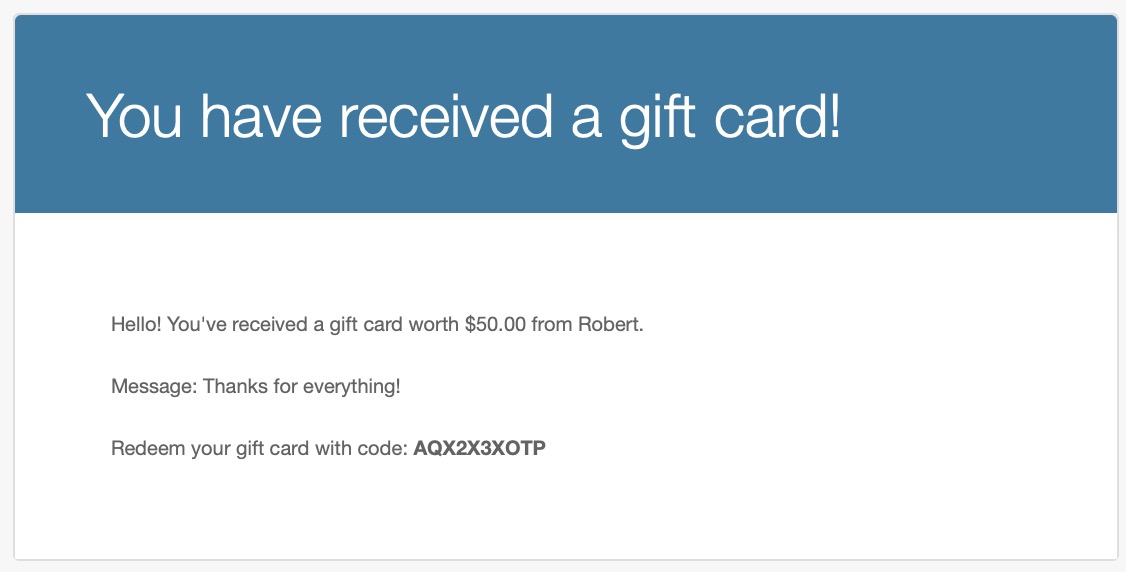 You have received a gift card!
Hello! You've received a gift card worth $50.00 from Robert.
Message: Thanks for everything!
Redeem your gift card with code: AQX2X3XOTP